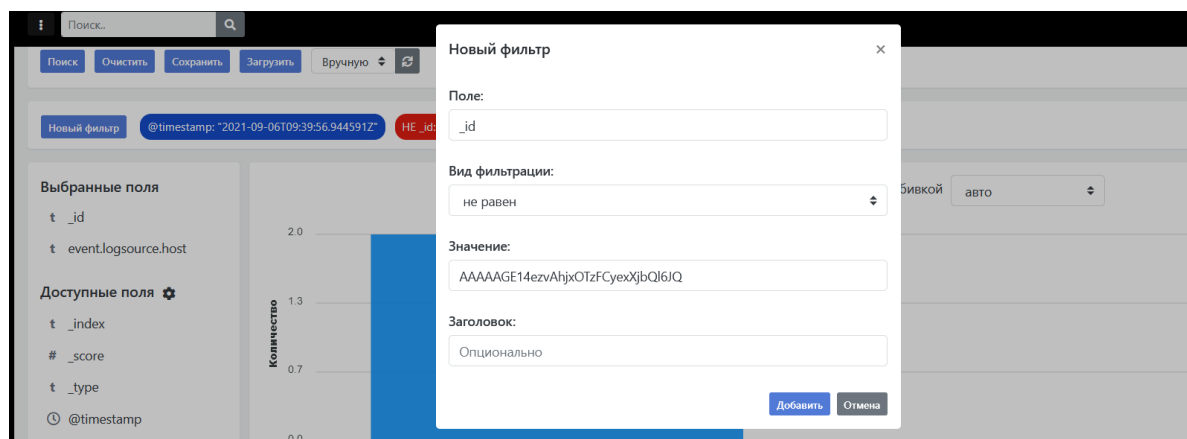 Поиск..
Поиск Очистить Сохранить Загрузить Вручную
Новый фильтр @timestamp: "2021-09-06T09:39:56.944591Z" НЕ _id:
Выбранные поля
t _id
t event.logsource.host
Доступные поля
t _index
# _score
t _type
@timestamp
2.0
1.3
0.7
0.0
Количество
бивкой авто
Новый фильтр ×
Поле:
_id
Вид фильтрации:
не равен
Значение:
AAAAAGE14ezvAhjxOTzFCyexXjbQl6JQ
Заголовок:
Опционально
Добавить Отмена